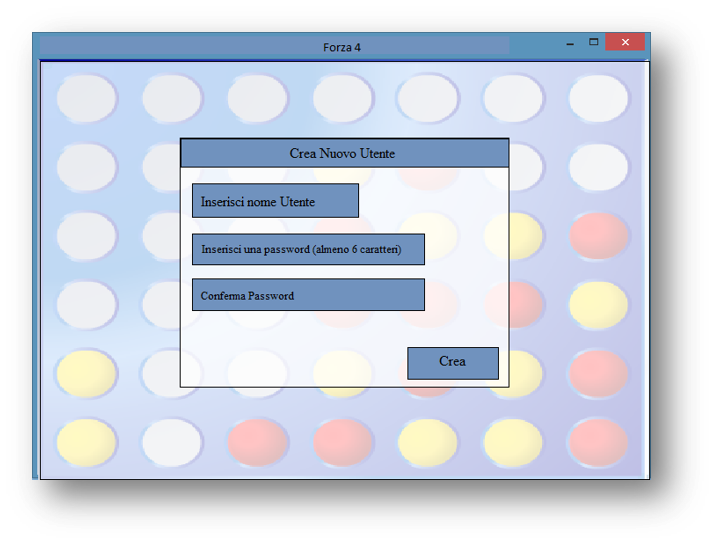 Forza 4
Crea Nuovo Utente
Inserisci nome Utente
Inserisci una password (almeno 6 caratteri)
Conferma Password
Crea